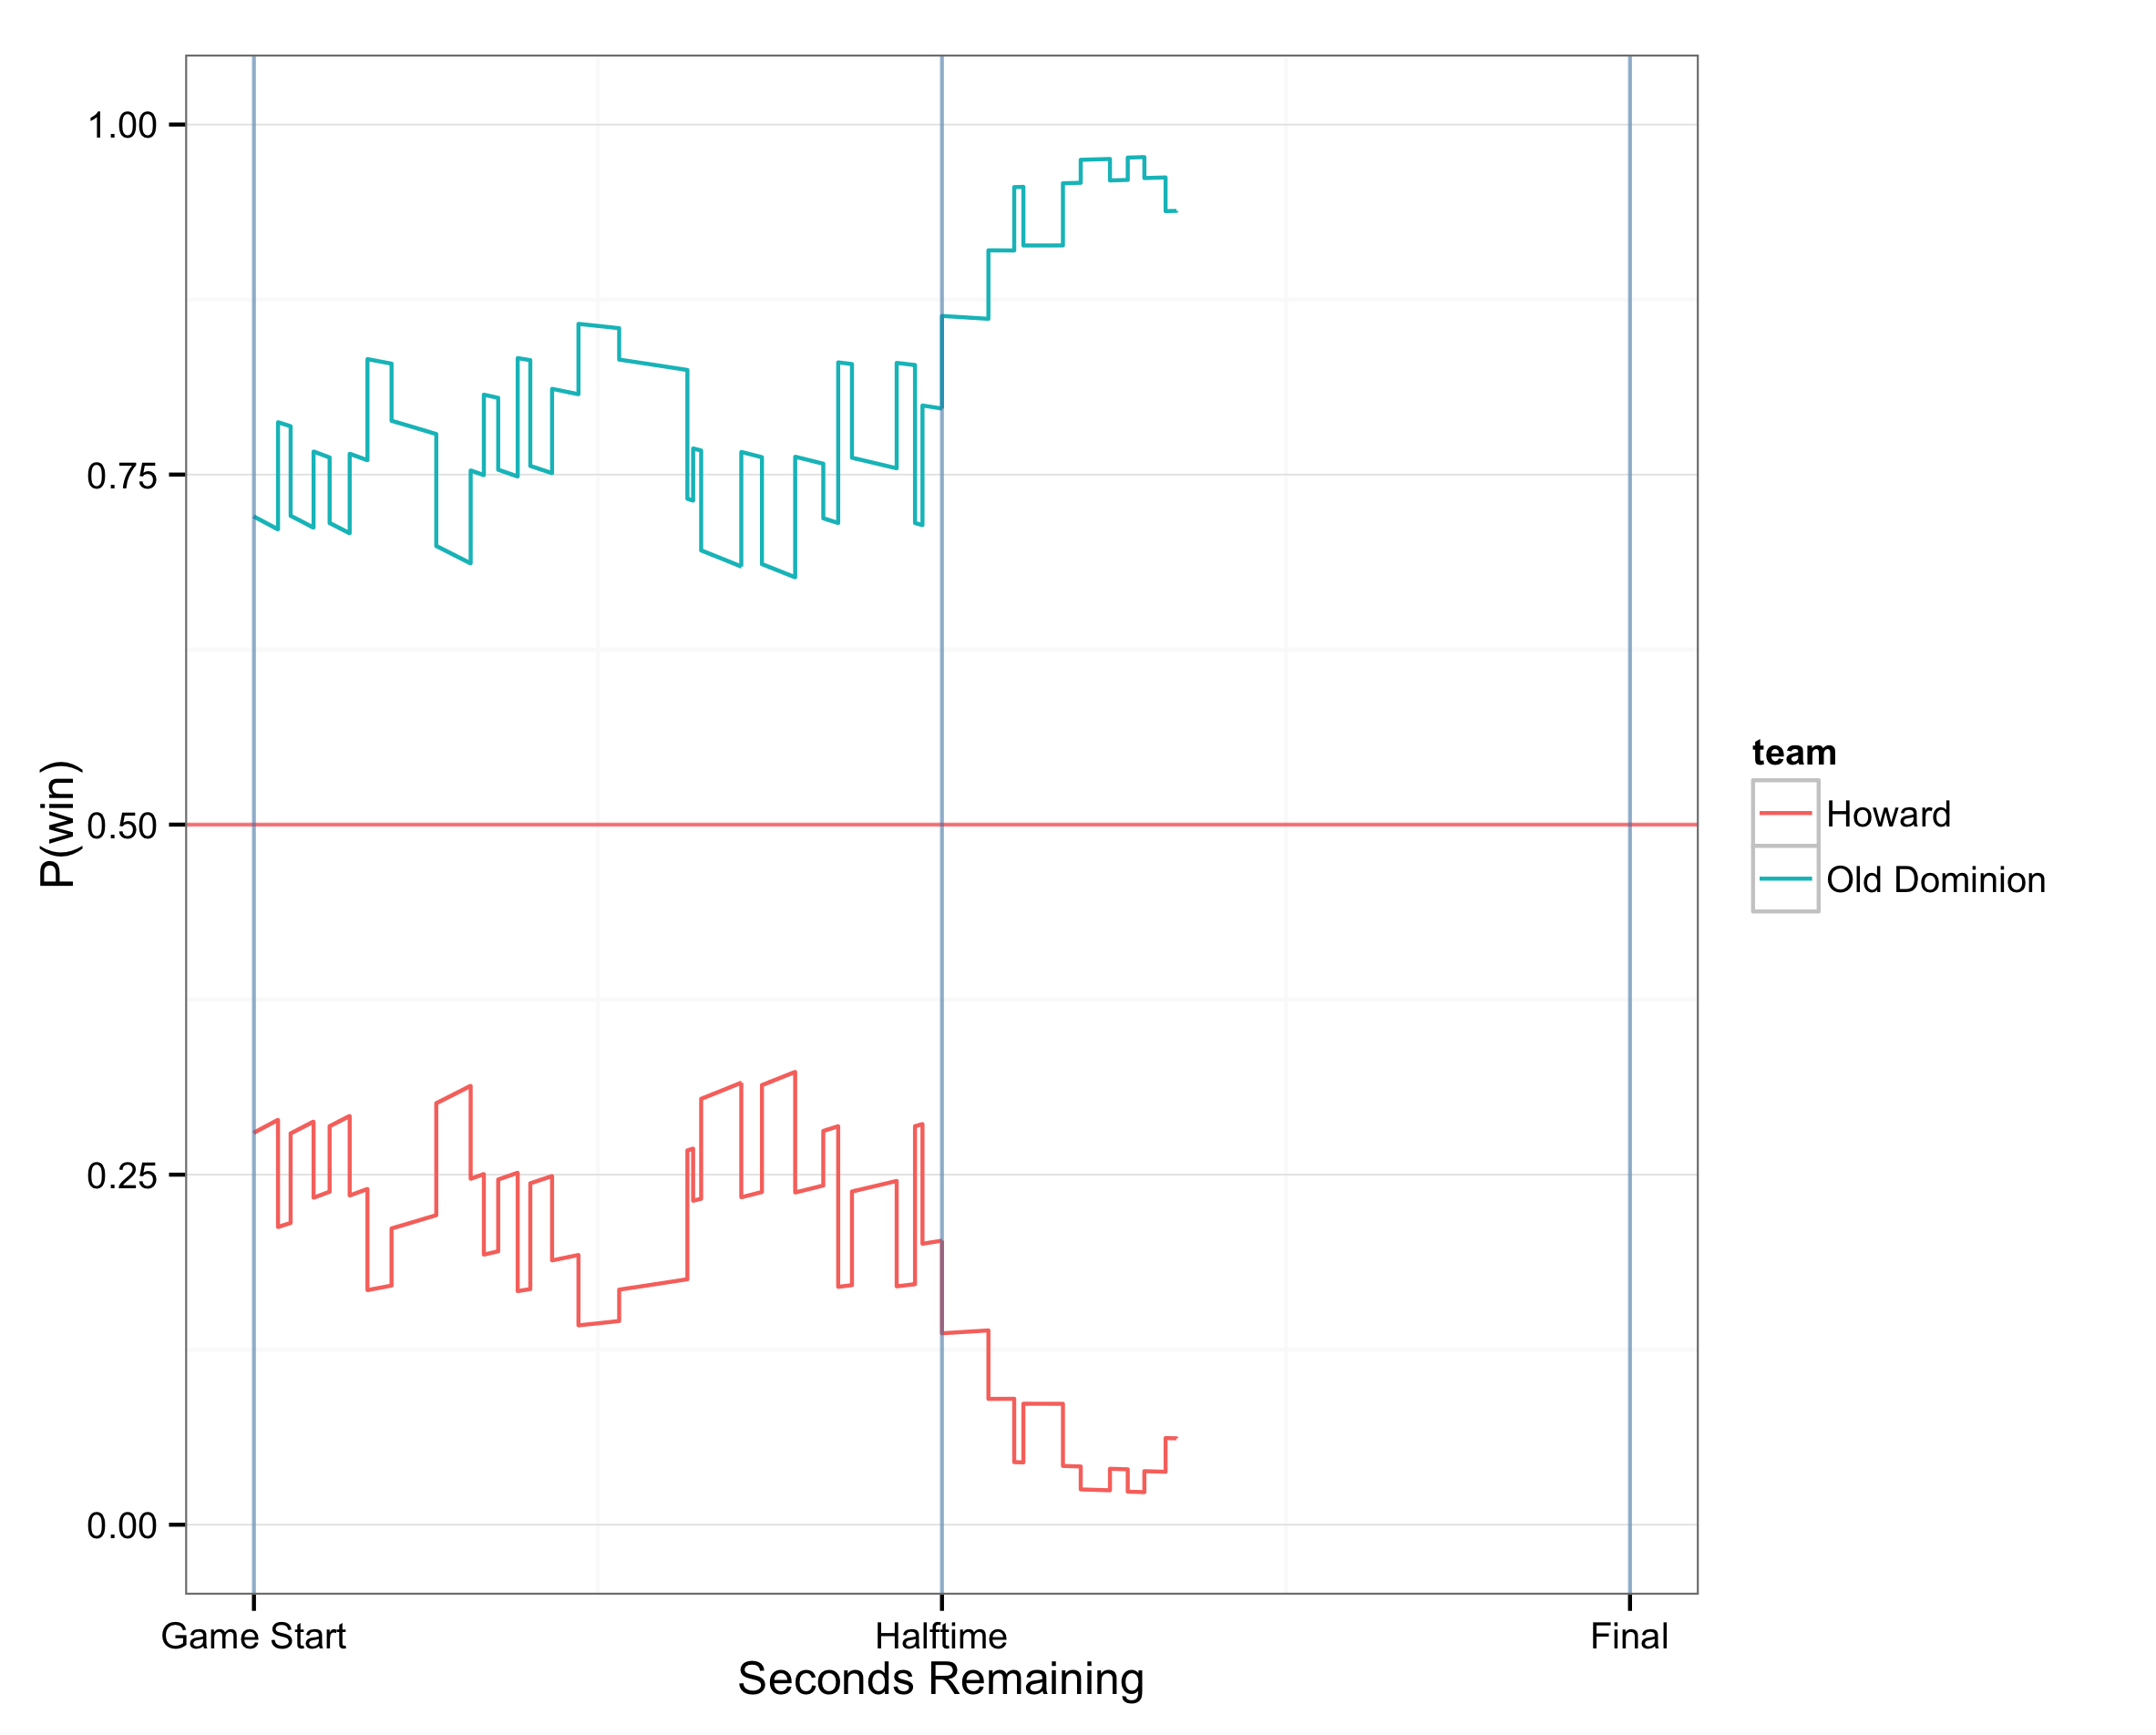 1.00
0.75
0.50
0.25
0.00
P(win)
Game Start
Halftime
Final
Seconds Remaining
team
Howard
Old Dominion